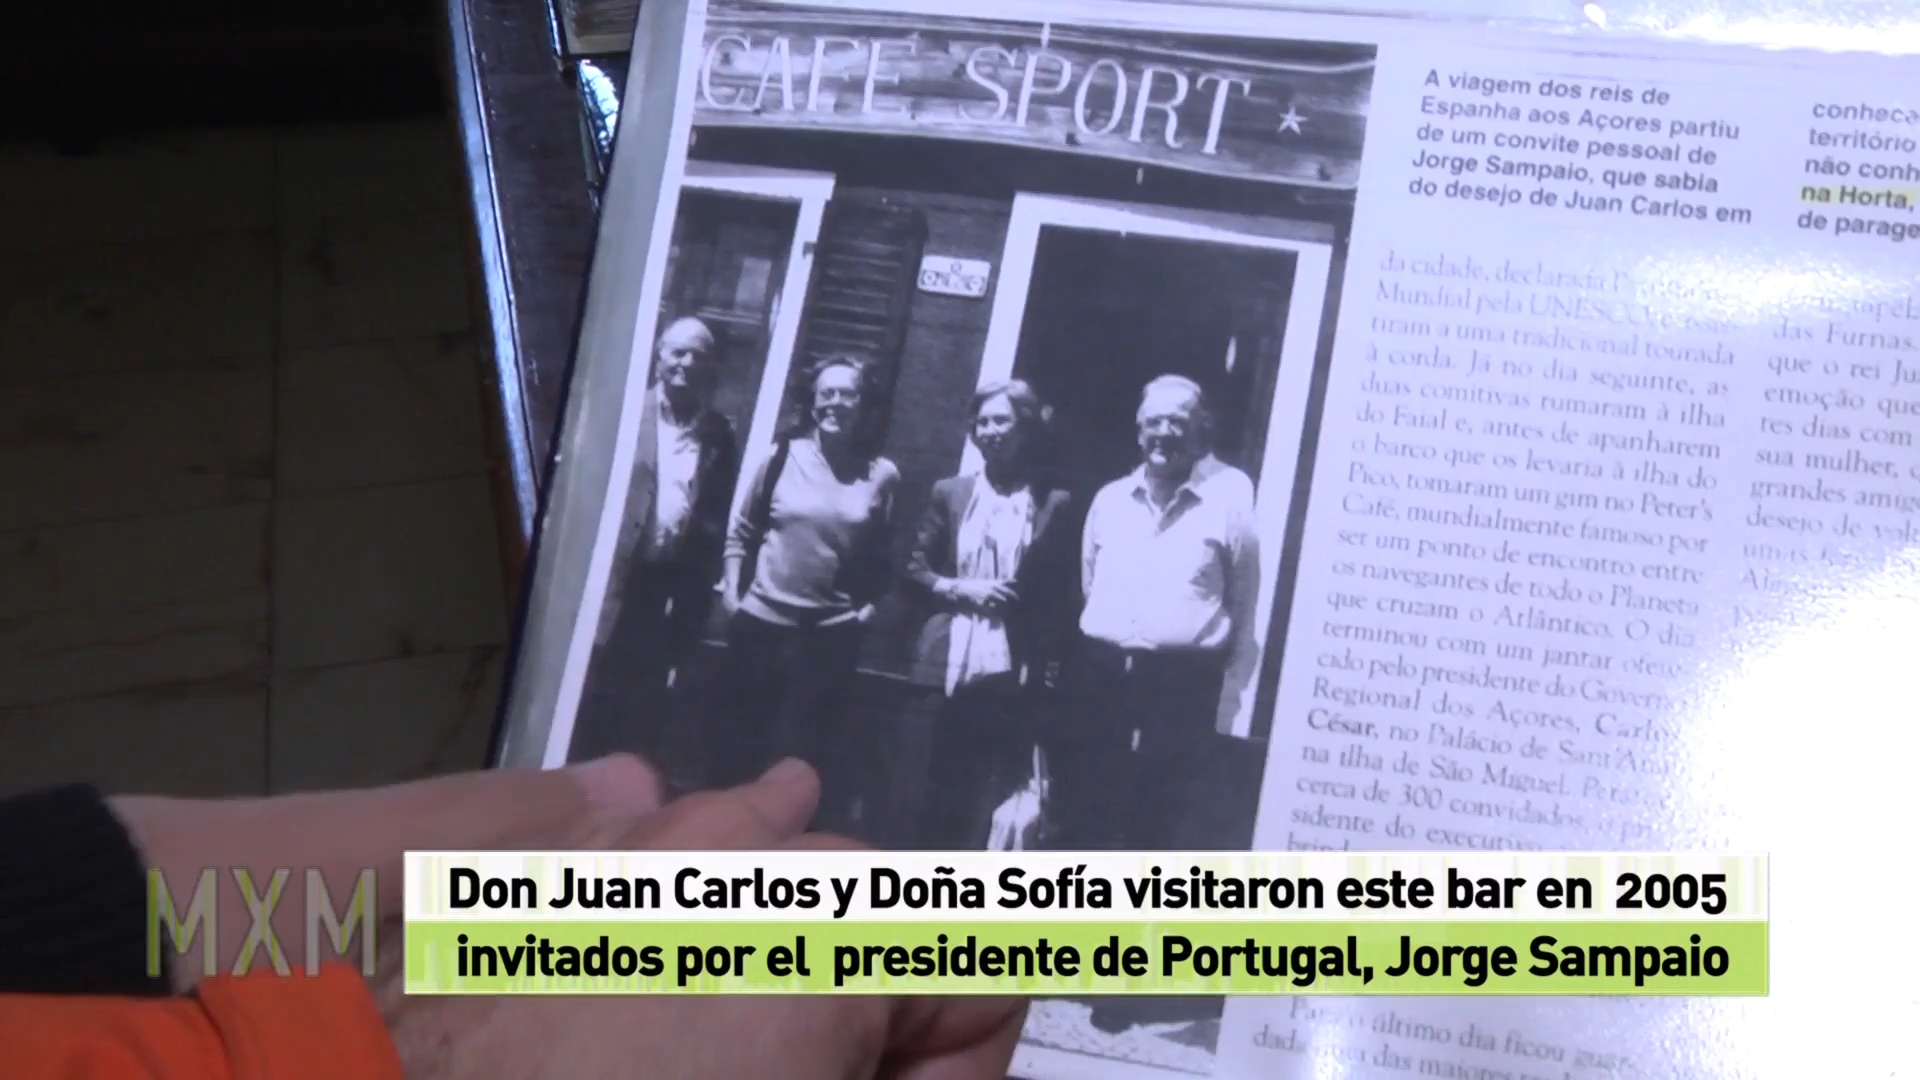 CAFE SPORT
A viagem dos reis de
Espanha aos Açores partiu
de um convite pessoal de
Jorge Sampaio, que sabia
do desejo de Juan Carlos em
conhece
território
não conh
na Horta,
de parage
da cidade, declarada
Mundial pela UNESCO, e
tiram a uma tradicional tourada
à corda. Já no dia seguinte, as
duas comitivas rumaram à ilha
do Faial e, antes de apanharem
o barco que os levaria à ilha do
Pico, tomaram um gim no Peter's
Café, mundialmente famoso por
ser um ponto de encontro entre
os navegantes de todo o Planeta
que cruzam o Atlântico. O dia
terminou com um jantar ofere-
cido pelo presidente do Governo
Regional dos Açores, Carlos
César, no Palácio de Sant'Ana,
na ilha de São Miguel.
cerca de 300 convidados, o
sidente do
das Furnas.
que o rei Ju
emoção que
res dias com
sua mulher,
grandes amig
desejo de
MXM
Don Juan Carlos y Doña Sofía visitaron este bar en 2005
invitados por el presidente de Portugal, Jorge Sampaio
último dia ficou
das maiores